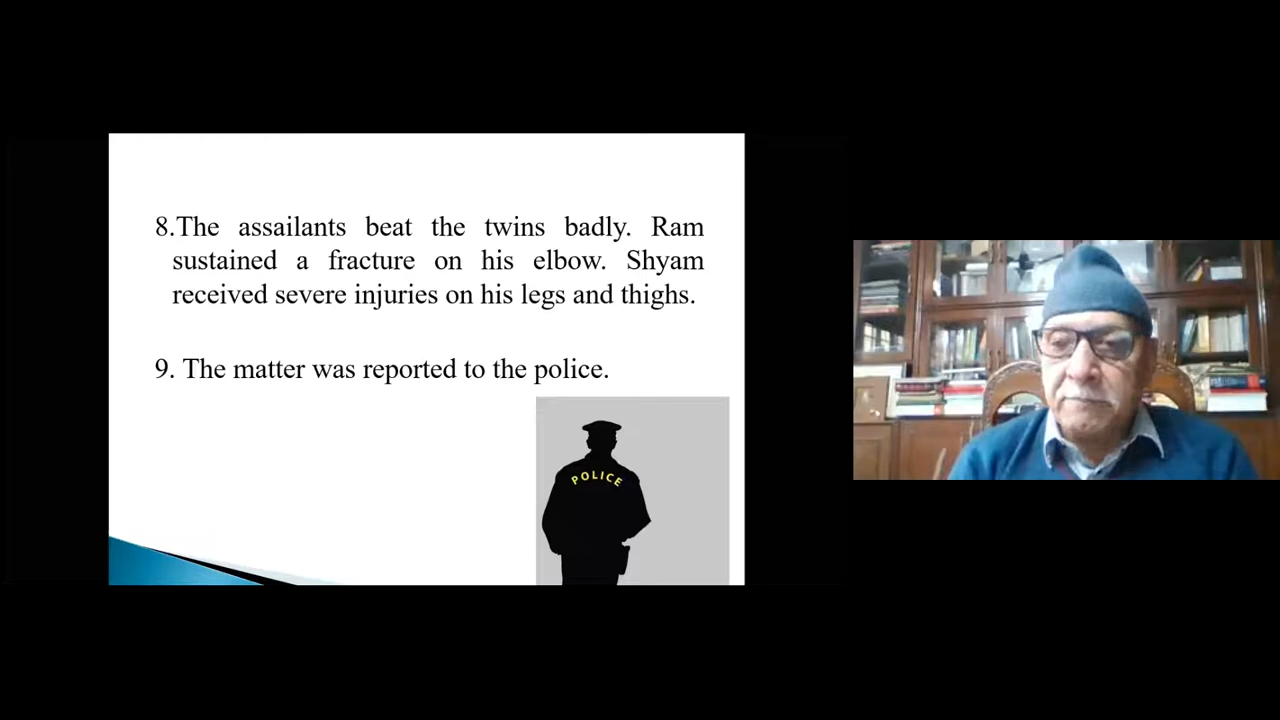 8.The assailants beat the twins badly. Ram
sustained a fracture on his elbow. Shyam
received severe injuries on his legs and thighs.
9. The matter was reported to the police.
POLICE